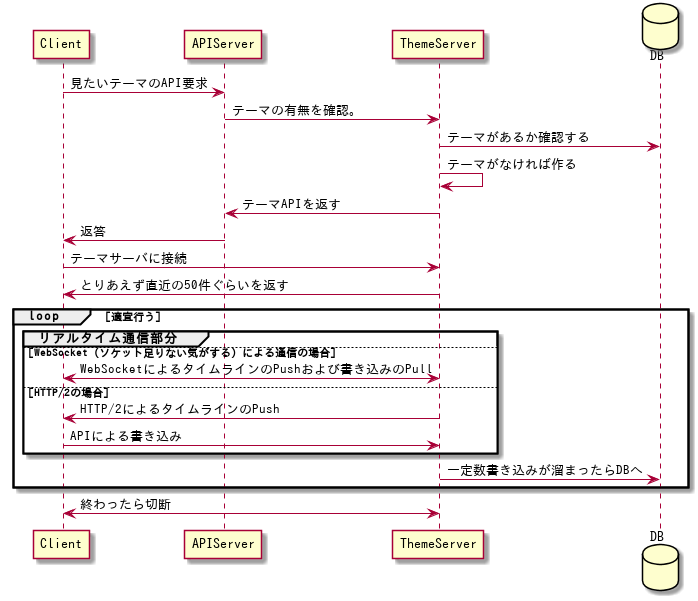 DB
Client
APIServer
ThemeServer
見たいテーマのAPI要求
テーマの有無を確認。
テーマがあるか確認する
テーマがなければ作る
テーマAPIを返す
返答
テーマサーバに接続
とりあえず直近の50件ぐらいを返す
loop
[適宜行う]
リアルタイム通信部分
[WebSocket（ソケット足りない気がする）による通信の場合]
WebSocketによるタイムラインのPushおよび書き込みのPull
[HTTP/2の場合]
HTTP/2によるタイムラインのPush
APIによる書き込み
一定数書き込みが溜まったらDBへ
終わったら切断
Client
APIServer
ThemeServer
DB